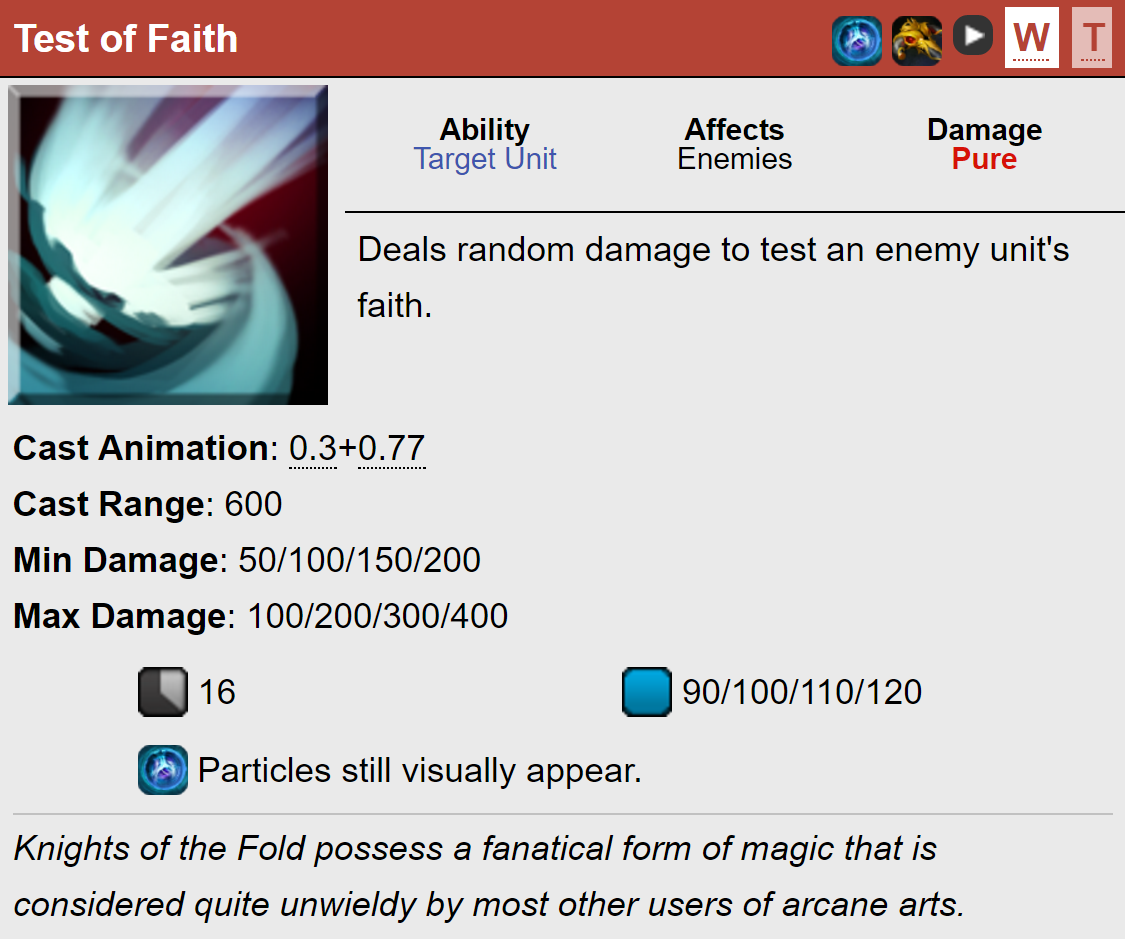 Test of Faith
W
T
Ability
Target Unit
Affects
Enemies
Damage
Pure
Deals random damage to test an enemy unit's
faith.
Cast Animation: 0.3+0.77
Cast Range: 600
Min Damage: 50/100/150/200
Max Damage: 100/200/300/400
16
90/100/110/120
Particles still visually appear.
Knights of the Fold possess a fanatical form of magic that is
considered quite unwieldy by most other users of arcane arts.